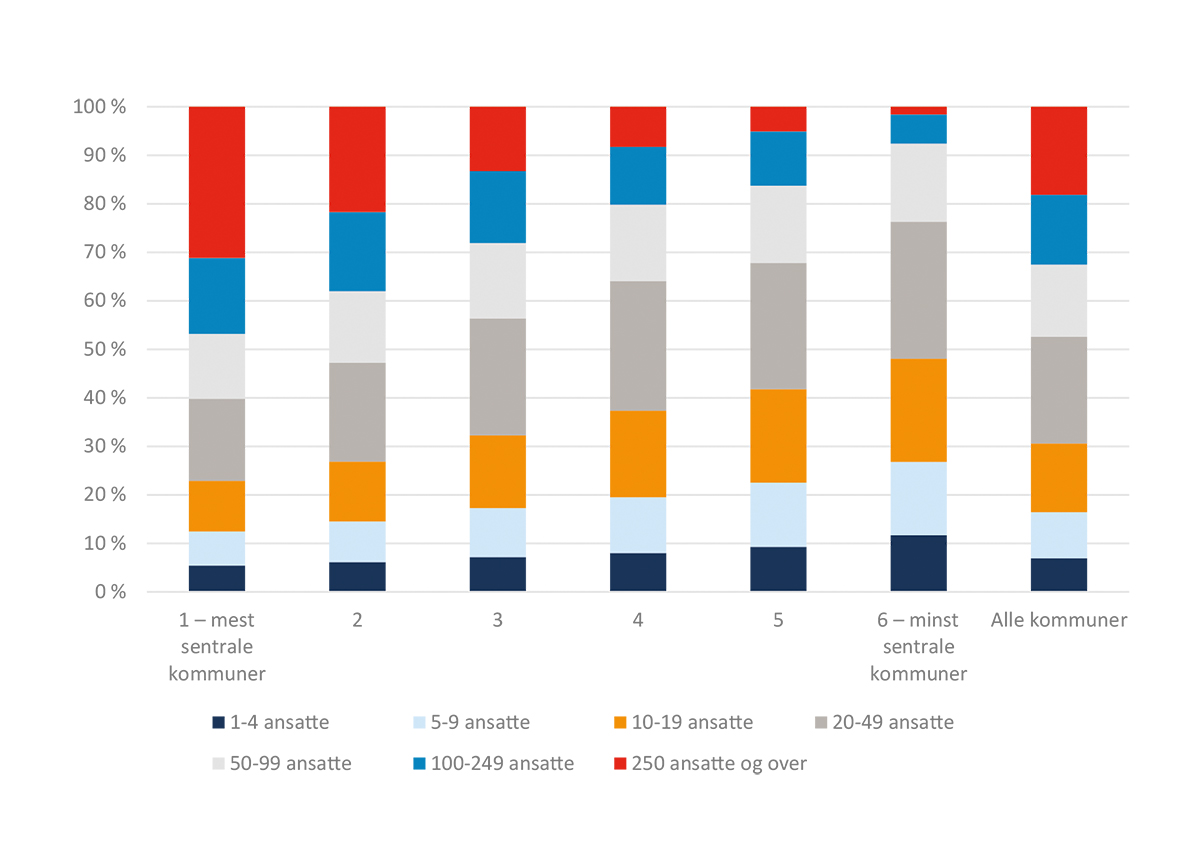 100 %
90 %
80 %
70 %
60 %
50 %
40 %
30 %
20 %
10 %
0 %
1 – mest
sentrale
kommuner
2
3
4
5
6 – minst
sentrale
kommuner
Alle kommuner
1-4 ansatte
5-9 ansatte
10-19 ansatte
20-49 ansatte
50-99 ansatte
100-249 ansatte
250 ansatte og over